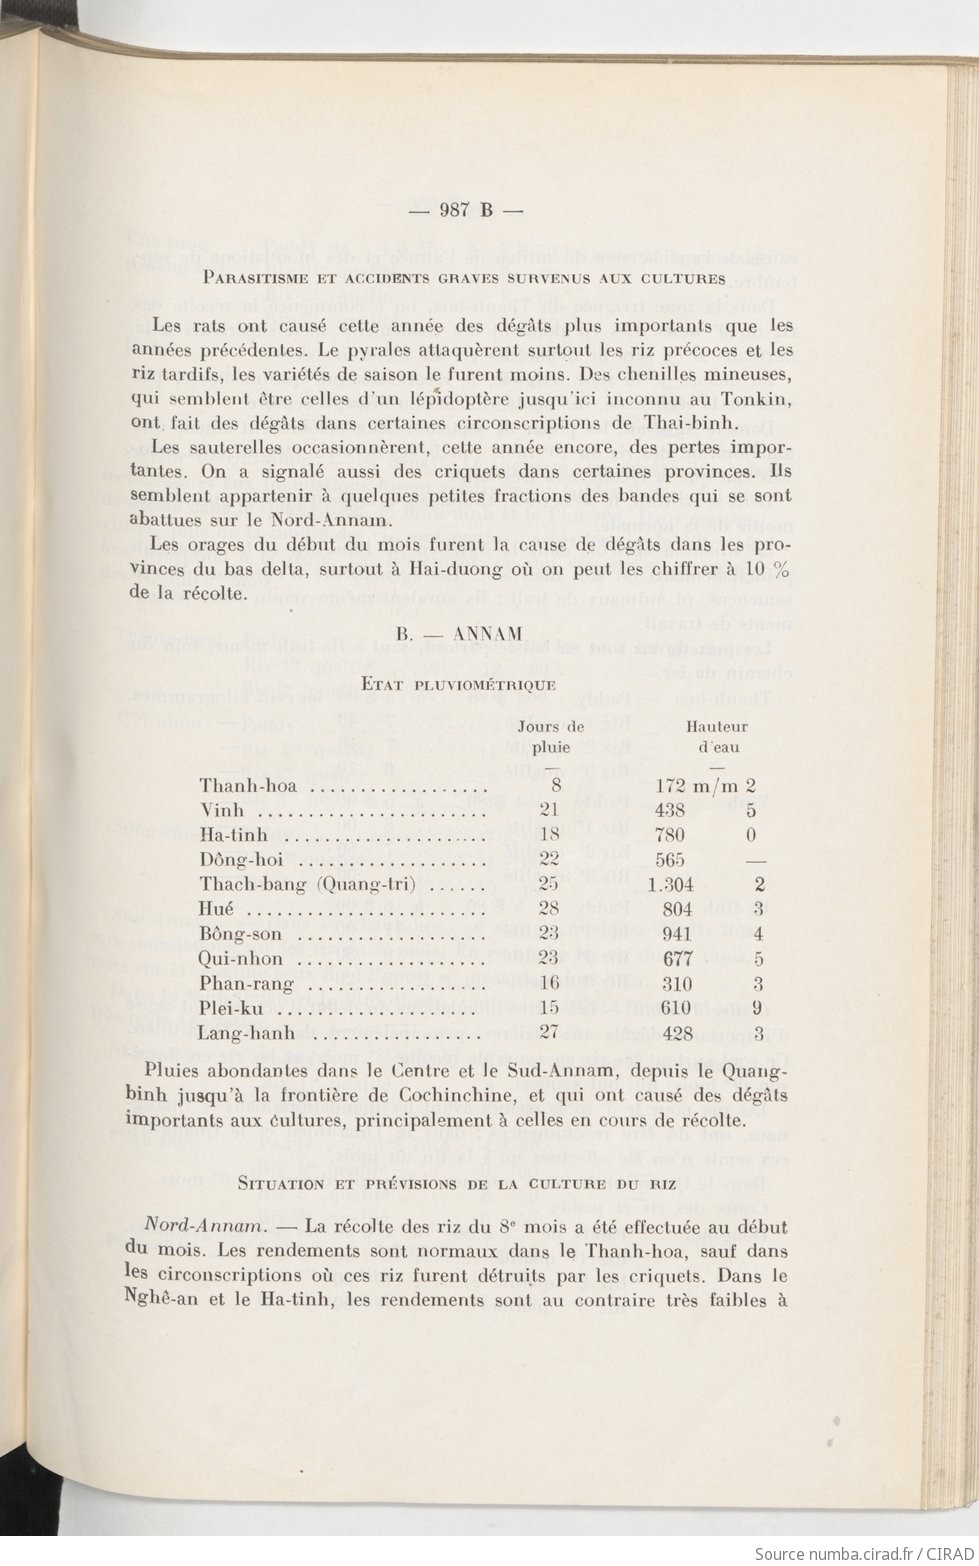 — 987 B —
PARASITISME ET ACCIDENTS GRAVES SURVENUS AUX CULTURES
Les rats ont causé cette année des dégâts plus importants que les
années précédentes. Le pyrales attaquèrent surtout les riz précoces et les
riz tardifs, les variétés de saison le furent moins. Des chenilles mineuses,
qui semblent être celles d'un lépidoptère jusqu'ici inconnu au Tonkin,
ont fait des dégâts dans certaines circonscriptions de Thai-binh.
Les sauterelles occasionnèrent, cette année encore, des pertes impor-
tantes. On a signalé aussi des criquets dans certaines provinces. Ils
semblent appartenir à quelques petites fractions des bandes qui se sont
abattues sur le Nord-Annam.
Les orages du début du mois furent la cause de dégâts dans les pro-
vinces du bas delta, surtout à Hai-duong où on peut les chiffrer à 10 %
de la récolte.
B. — ANNAM
ETAT PLUVIOMÉTRIQUE
Jours de Hauteur
pluie d'eau
— —
Thanh-hoa .................. 8 172 m/m 2
Vinh ....................... 21 438 5
Ha-tinh .................... 18 780 0
Dông-hoi ................... 22 565 —
Thach-bang (Quang-tri) ...... 25 1.304 2
Hué ........................ 28 804 3
Bông-son ................... 23 941 4
Qui-nhon ................... 23 677 5
Phan-rang .................. 16 310 3
Plei-ku .................... 15 610 9
Lang-hanh ................. 27 428 3
Pluies abondantes dans le Centre et le Sud-Annam, depuis le Quang-
binh jusqu'à la frontière de Cochinchine, et qui ont causé des dégâts
importants aux cultures, principalement à celles en cours de récolte.
SITUATION ET PRÉVISIONS DE LA CULTURE DU RIZ
Nord-Annam. — La récolte des riz du 8e mois a été effectuée au début
du mois. Les rendements sont normaux dans le Thanh-hoa, sauf dans
les circonscriptions où ces riz furent détruits par les criquets. Dans le
Nghê-an et le Ha-tinh, les rendements sont au contraire très faibles à
Source numba.cirad.fr / CIRAD